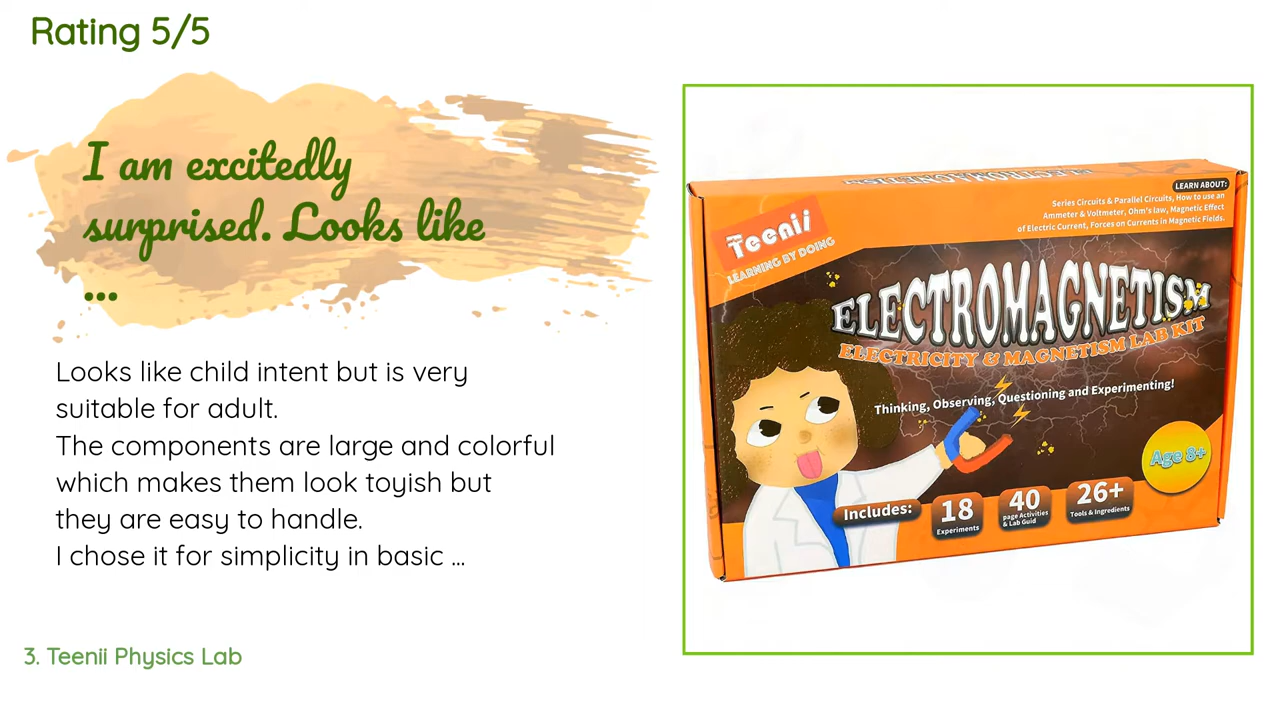 Rating 5/5
I am excitedly
surprised. Looks like
...
Looks like child intent but is very
suitable for adult.
The components are large and colorful
which makes them look toyish but
they are easy to handle.
I chose it for simplicity in basic ...
3. Teenii Physics Lab
ELECTROMAGNETISM
LEARN ABOUT:
Series Circuits & Parallel Circuits, How to use an
Ammeter & Voltmeter, Ohm's law, Magnetic Effect
of Electric Current, Forces on Currents in Magnetic Fields.
Teenii
LEARNING BY DOING
ELECTROMAGNETISM
ELECTRICITY & MAGNETISM LAB KIT
Thinking, Observing, Questioning and Experimenting!
Age 8+
Includes:
18
Experiments
40
page Activities
& Lab Guid
26+
Tools & Ingredients